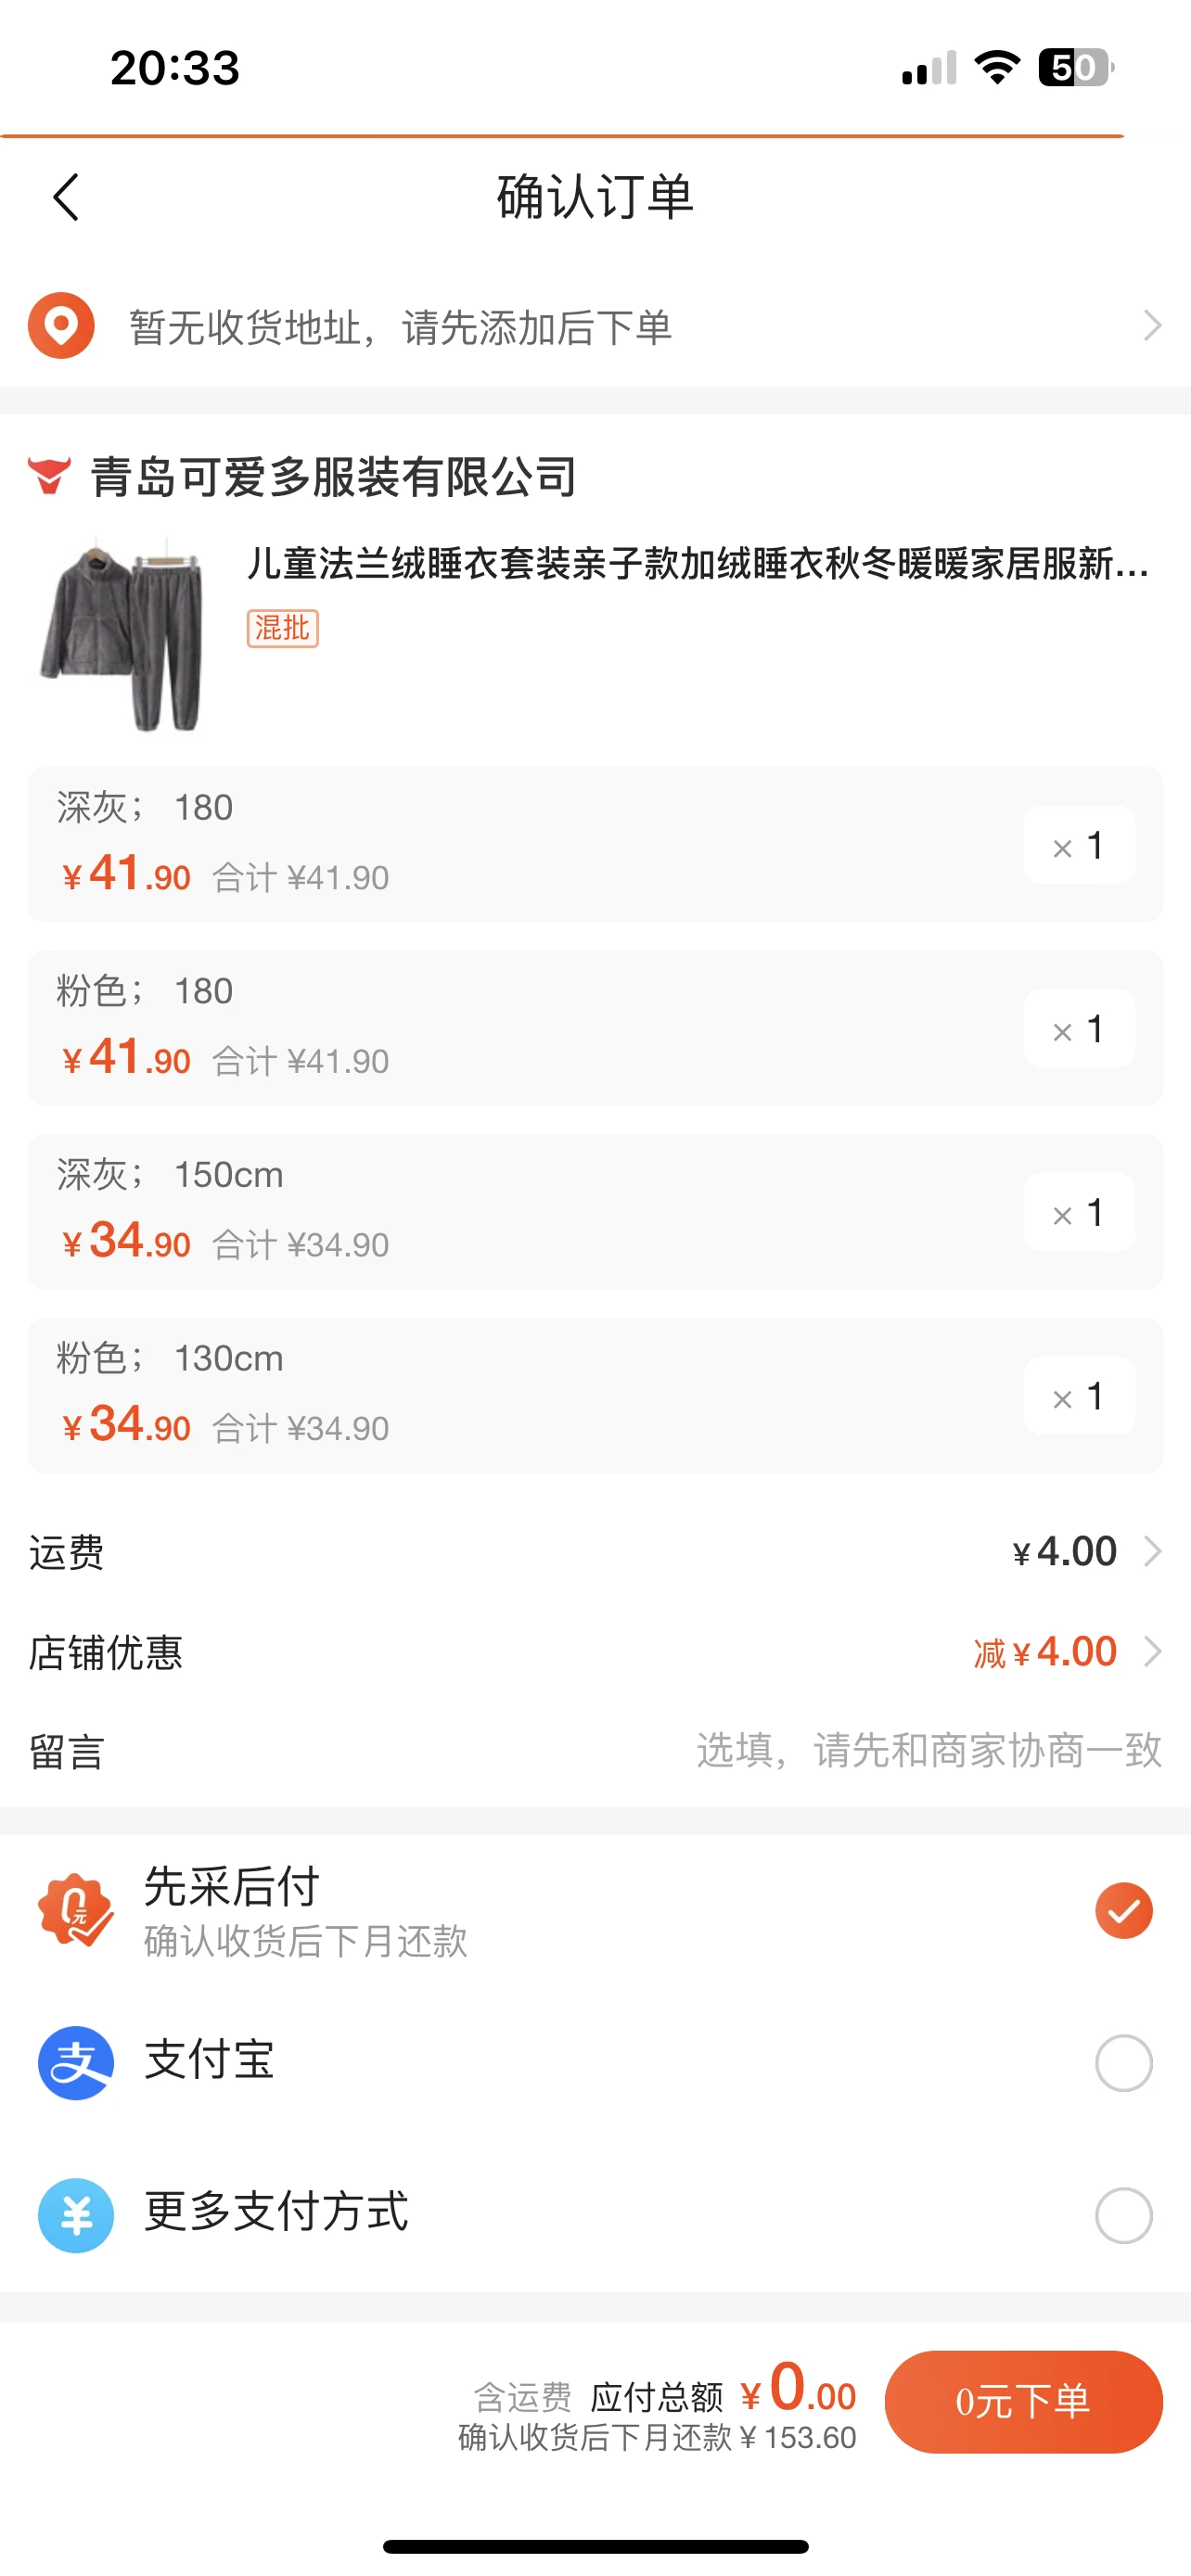 20:33
50
确认订单
暂无收货地址，请先添加后下单
青岛可爱多服装有限公司
儿童法兰绒睡衣套装亲子款加绒睡衣秋冬暖暖家居服新...
混批
深灰； 180
¥41.90 合计 ¥41.90
× 1
粉色； 180
¥41.90 合计 ¥41.90
× 1
深灰； 150cm
¥34.90 合计 ¥34.90
× 1
粉色； 130cm
¥34.90 合计 ¥34.90
× 1
运费 ¥4.00
店铺优惠 减¥4.00
留言 选填，请先和商家协商一致
0元
先采后付
确认收货后下月还款
支
支付宝
¥
更多支付方式
含运费 应付总额 ¥0.00
确认收货后下月还款¥153.60
0元下单